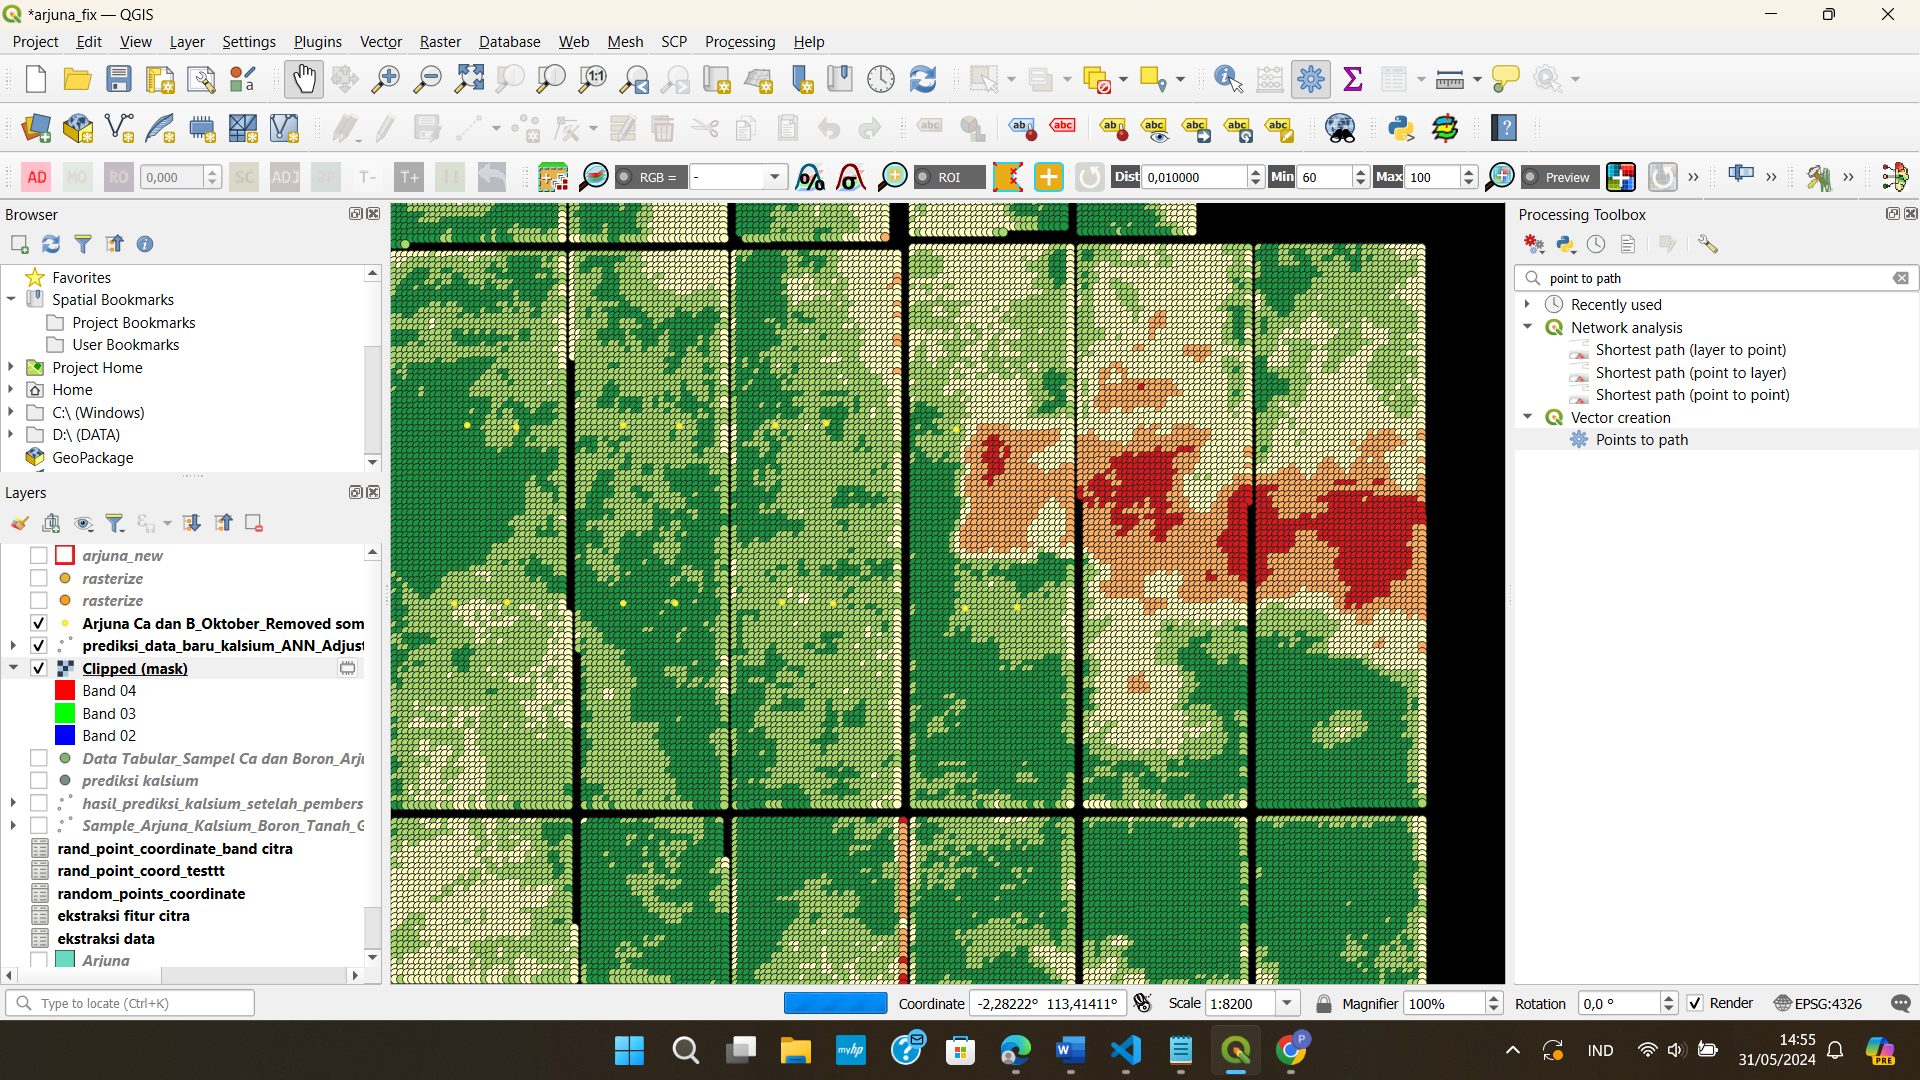 *arjuna_fix — QGIS
Project Edit View Layer Settings Plugins Vector Raster Database Web Mesh SCP Processing Help
AD MO RO 0,000 SC ADJ 2P T- T+ RGB = - ROI Dist 0,010000 Min 60 Max 100 Preview
Browser
Favorites
Spatial Bookmarks
Project Bookmarks
User Bookmarks
Project Home
Home
C:\ (Windows)
D:\ (DATA)
GeoPackage
Layers
arjuna_new
rasterize
rasterize
Arjuna Ca dan B_Oktober_Removed som
prediksi_data_baru_kalsium_ANN_Adjust
Clipped (mask)
Band 04
Band 03
Band 02
Data Tabular_Sampel Ca dan Boron_Arju
prediksi kalsium
hasil_prediksi_kalsium_setelah_pembers
Sample_Arjuna_Kalsium_Boron_Tanah_G
rand_point_coordinate_band citra
rand_point_coord_testtt
random_points_coordinate
ekstraksi fitur citra
ekstraksi data
Arjuna
Processing Toolbox
point to path
Recently used
Network analysis
Shortest path (layer to point)
Shortest path (point to layer)
Shortest path (point to point)
Vector creation
Points to path
Type to locate (Ctrl+K)
Coordinate -2,28222° 113,41411° Scale 1:8200 Magnifier 100% Rotation 0,0 ° Render EPSG:4326
IND
14:55
31/05/2024